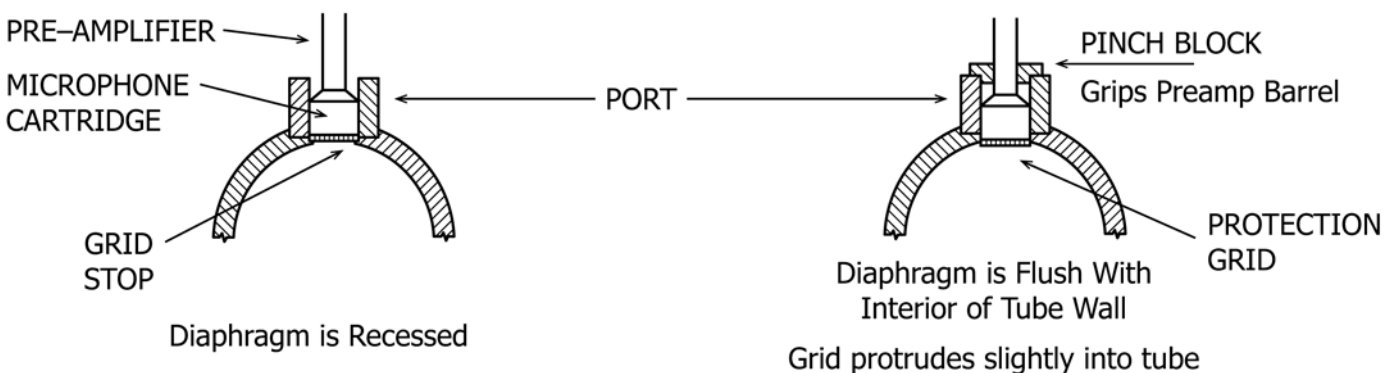 PRE–AMPLIFIER
MICROPHONE
CARTRIDGE
GRID
STOP
Diaphragm is Recessed
PORT
PINCH BLOCK
Grips Preamp Barrel
PROTECTION
GRID
Diaphragm is Flush With
Interior of Tube Wall
Grid protrudes slightly into tube